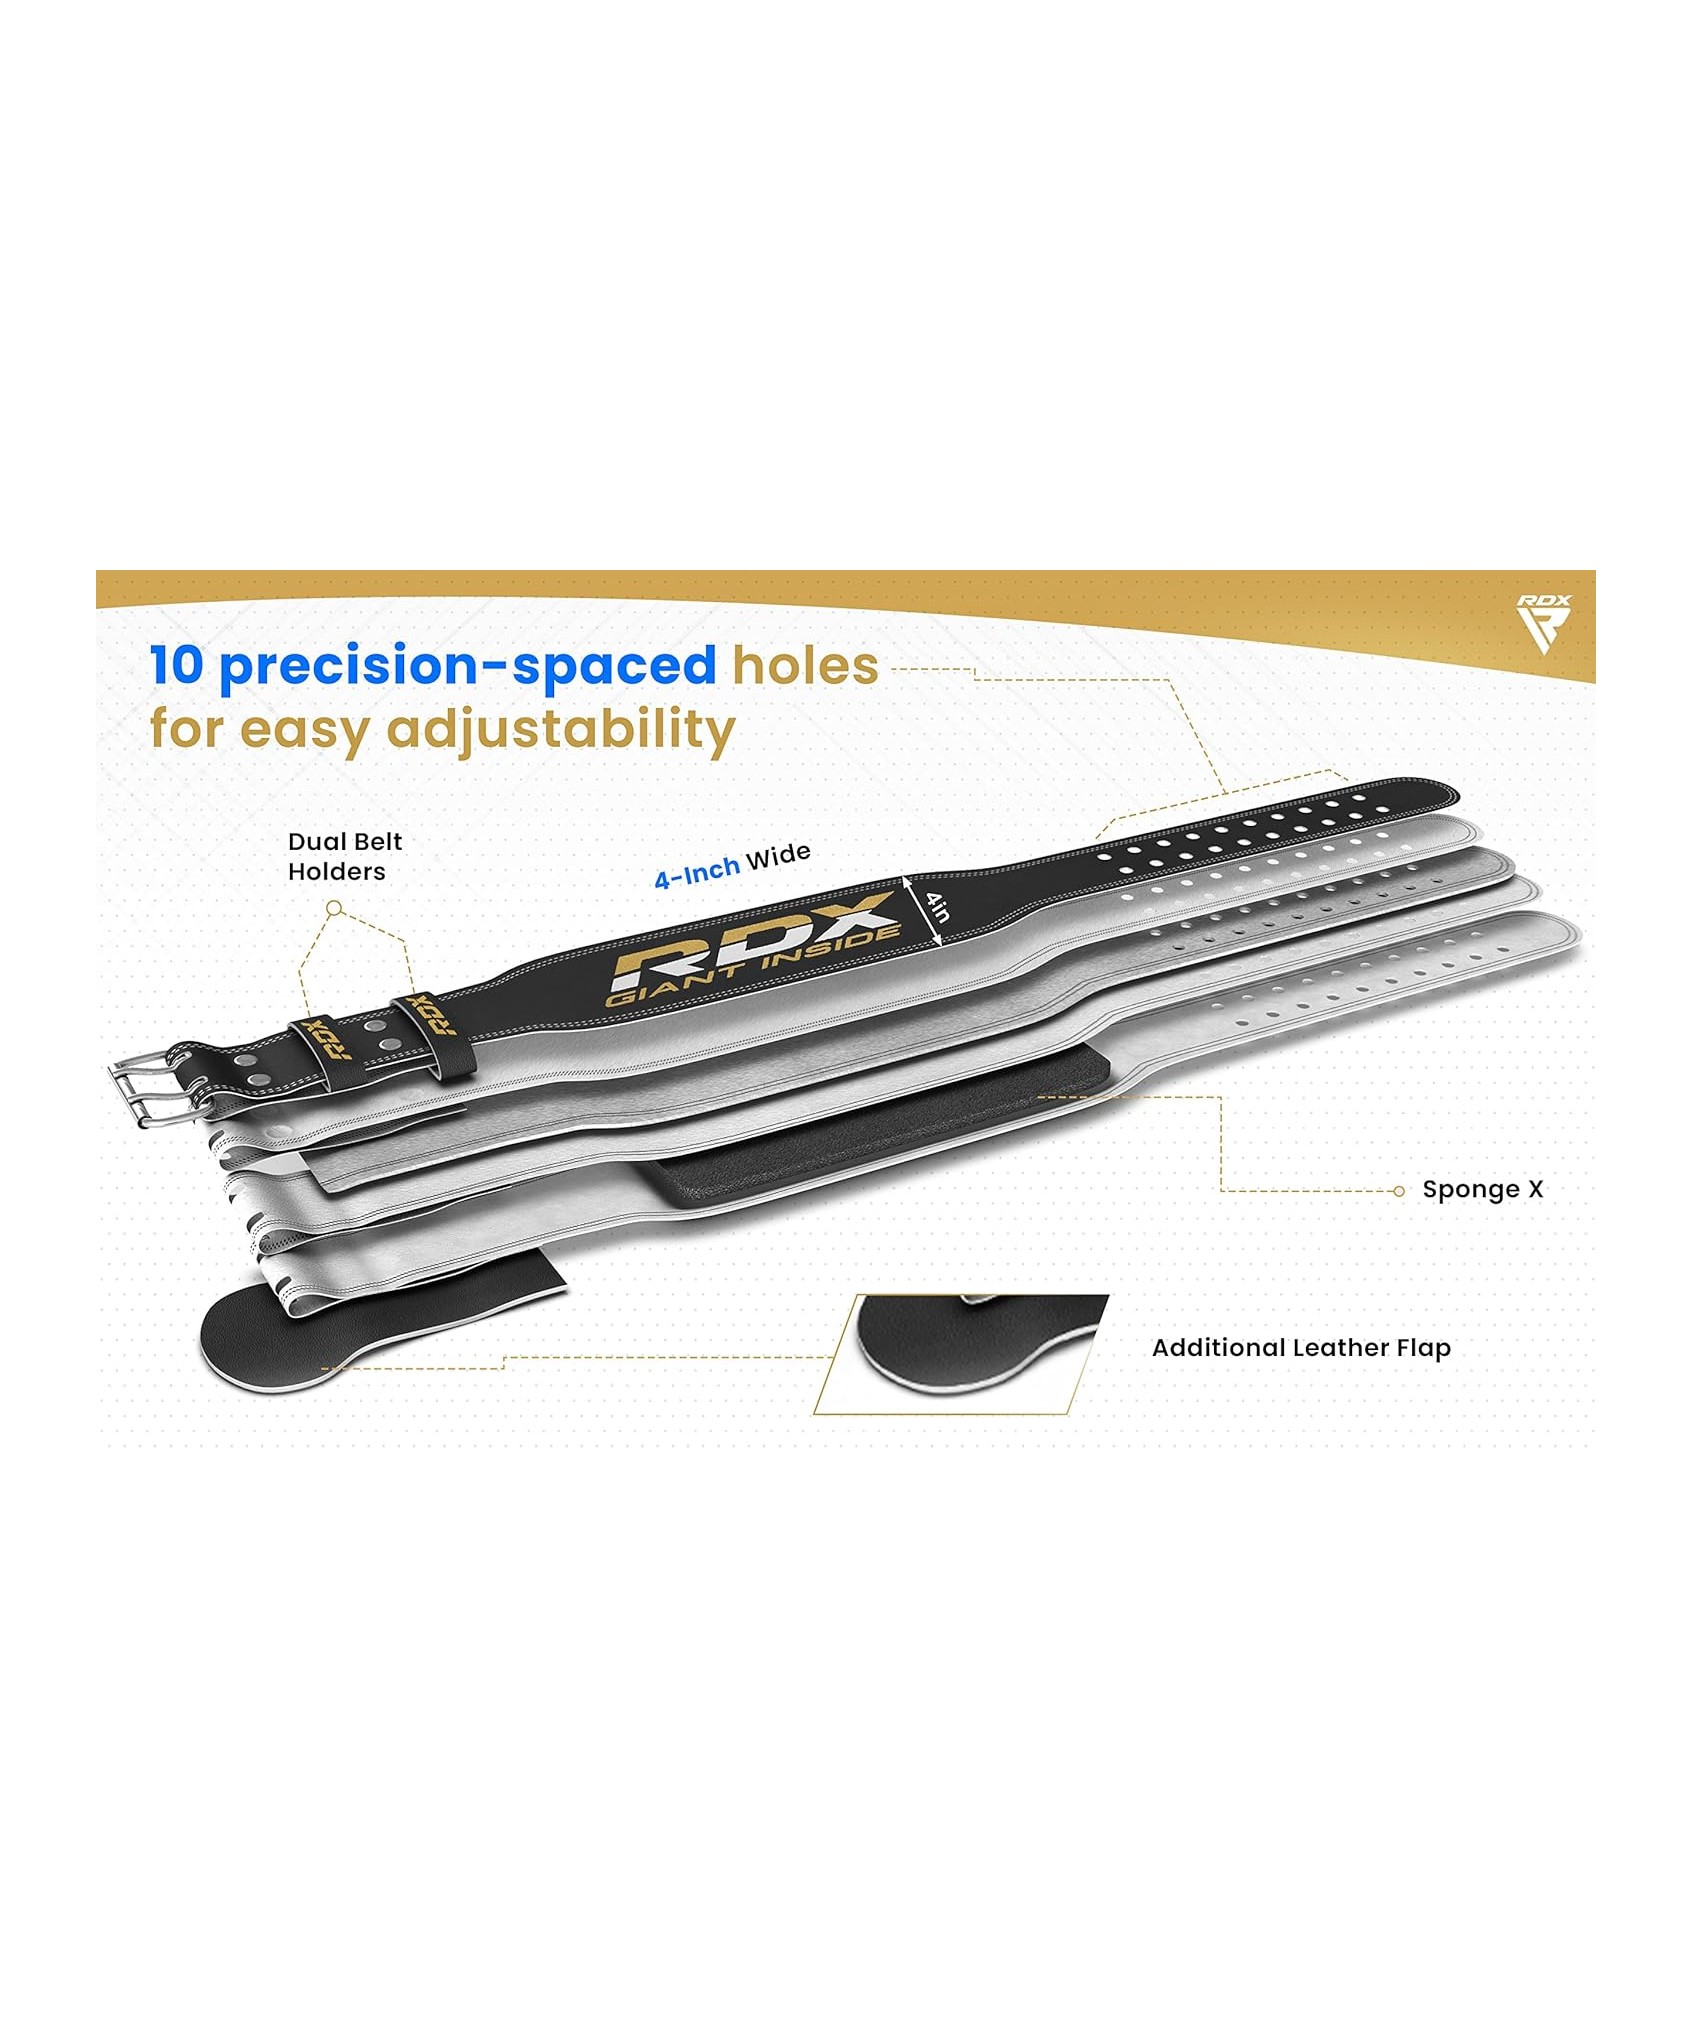 RDX
10 precision-spaced holes
for easy adjustability
Dual Belt
Holders
4-Inch Wide
4in
RDX
GIANT INSIDE
RDX
RDX
Sponge X
Additional Leather Flap